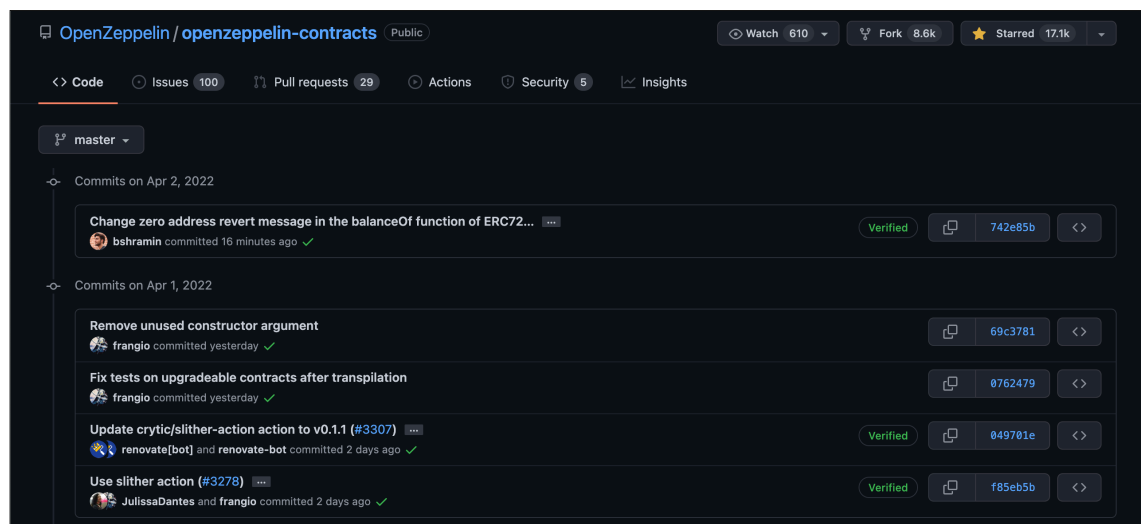 OpenZeppelin / openzeppelin-contracts Public
Watch 610 Fork 8.6k Starred 17.1k
<> Code Issues 100 Pull requests 29 Actions Security 5 Insights
master
Commits on Apr 2, 2022
Change zero address revert message in the balanceOf function of ERC72... ...
bshramin committed 16 minutes ago
Verified 742e85b <>
Commits on Apr 1, 2022
Remove unused constructor argument
frangio committed yesterday
69c3781 <>
Fix tests on upgradeable contracts after transpilation
frangio committed yesterday
0762479 <>
Update crytic/slither-action action to v0.1.1 (#3307) ...
renovate[bot] and renovate-bot committed 2 days ago
Verified 049701e <>
Use slither action (#3278) ...
JulissaDantes and frangio committed 2 days ago
Verified f85eb5b <>